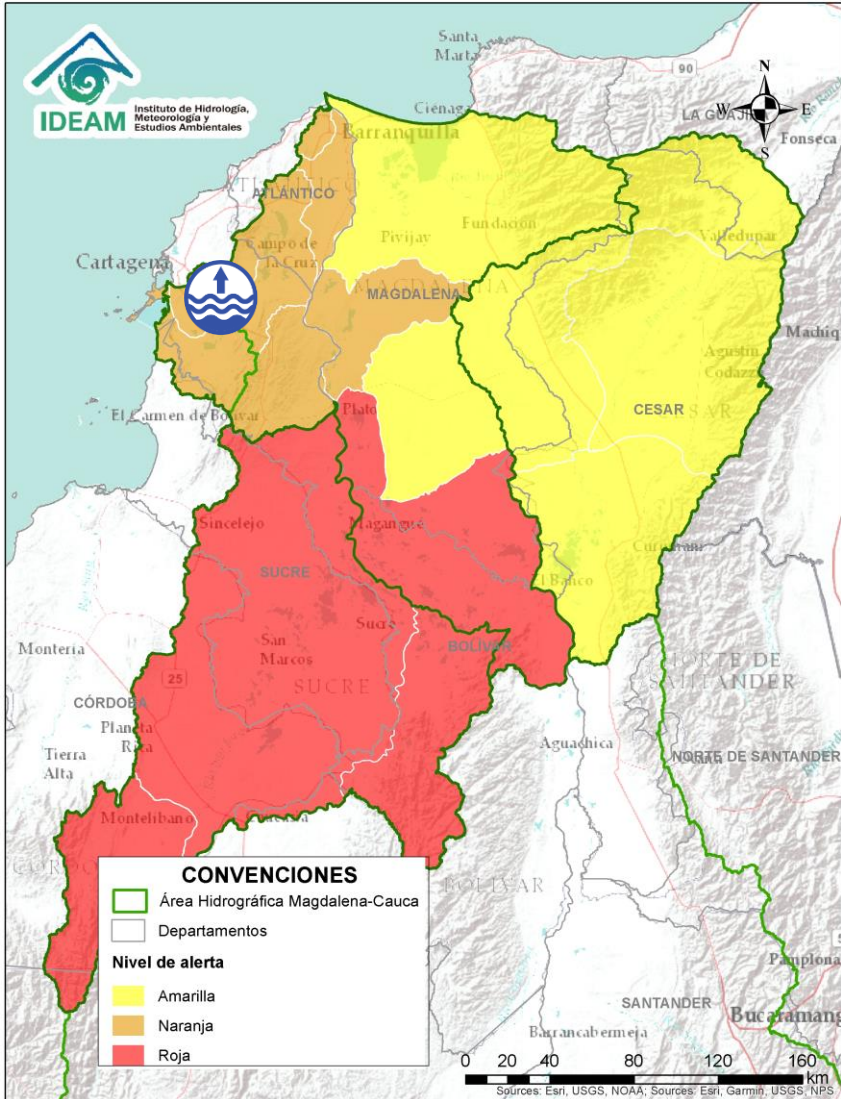 IDEAM
Instituto de Hidrología,
Meteorología y
Estudios Ambientales
Santa
Marta
90
N
W
E
S
Ciénaga
LA GUAJIR
Fonseca
Barranquilla
ATLÁNTICO
Fundación
Pivijay
Valledupar
Campo de
la Cruz
Cartagena
MAGDALENA
MAGDALENA
Machiq
Agustín
Codazzi
CESAR
El Carmen de Bolívar
Plato
Sincelejo
Magangué
SUCRE
El Banco
Sucre
San
Marcos
BOLÍVAR
Montería
SUCRE
NORTE DE
SANTANDER
25
CÓRDOBA
Planeta
Rica
Tierra
Alta
Aguachica
NORTE DE SANTANDER
Montelíbano
BOLÍVAR
CONVENCIONES
Área Hidrográfica Magdalena-Cauca
Departamentos
Nivel de alerta
Amarilla
Naranja
Roja
Pamplona
SANTANDER
Bucaramang
Barrancabermeja
0 20 40 80 120 160
Km
Sources: Esri, USGS, NOAA; Sources: Esri, Garmin, USGS, NPS